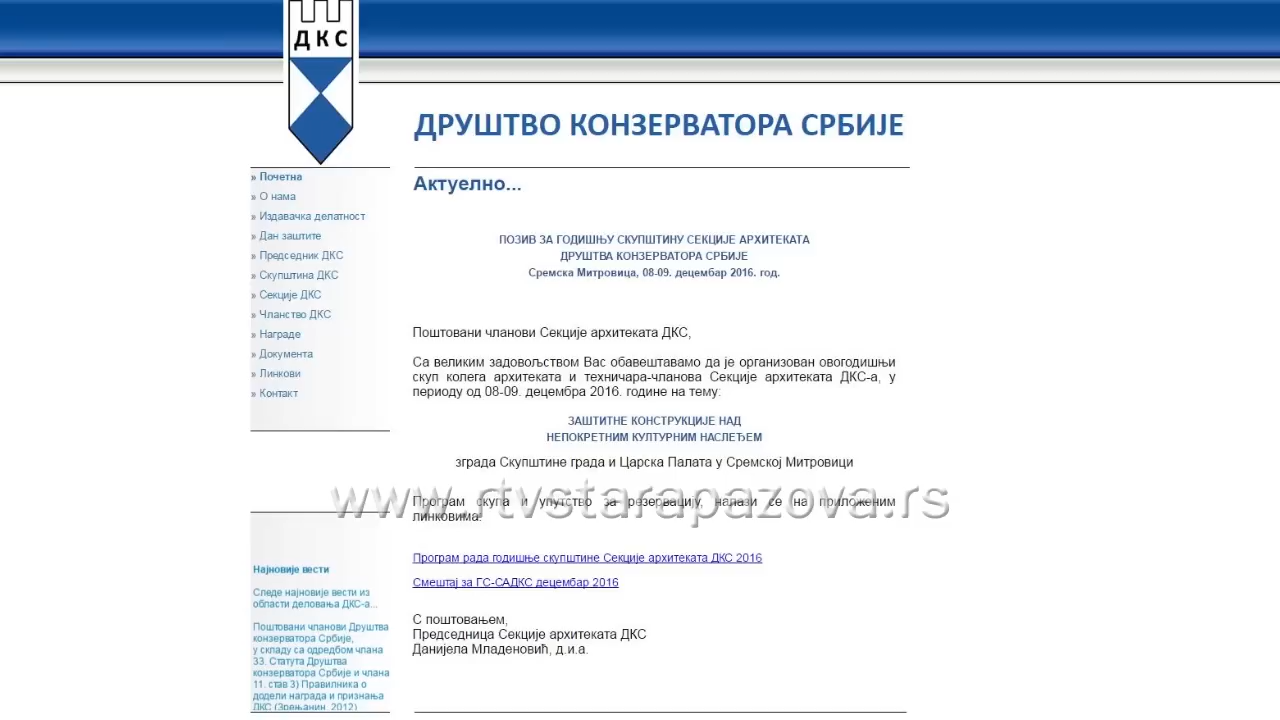 ДКС
ДРУШТВО КОНЗЕРВАТОРА СРБИЈЕ
» Почетна
» О нама
» Издавачка делатност
» Дан заштите
» Председник ДКС
» Скупштина ДКС
» Секције ДКС
» Чланство ДКС
» Награде
» Документа
» Линкови
» Контакт
Најновије вести
Следе најновије вести из
области деловања ДКС-а...
Поштовани чланови Друштва
конзерватора Србије,
у складу са одредбом члана
33. Статута Друштва
конзерватора Србије и члана
11. став 3) Правилника о
додели награда и признања
ДКС (Зрењанин, 2012)
Актуелно...
ПОЗИВ ЗА ГОДИШЊУ СКУПШТИНУ СЕКЦИЈЕ АРХИТЕКАТА
ДРУШТВА КОНЗЕРВАТОРА СРБИЈЕ
Сремска Митровица, 08-09. децембар 2016. год.
Поштовани чланови Секције архитеката ДКС,
Са великим задовољством Вас обавештавамо да је организован овогодишњи
скуп колега архитеката и техничара-чланова Секције архитеката ДКС-а, у
периоду од 08-09. децембра 2016. године на тему:
ЗАШТИТНЕ КОНСТРУКЦИЈЕ НАД
НЕПОКРЕТНИМ КУЛТУРНИМ НАСЛЕЂЕМ
зграда Скупштине града и Царска Палата у Сремској Митровици
Програм скупа и упутство за резервацију, налази се на приложеним
линковима:
www.rtvstarapazova.rs
Програм рада годишње скупштине Секције архитеката ДКС 2016
Смештај за ГС-САДКС децембар 2016
С поштовањем,
Председница Секције архитеката ДКС
Данијела Младеновић, д.и.а.